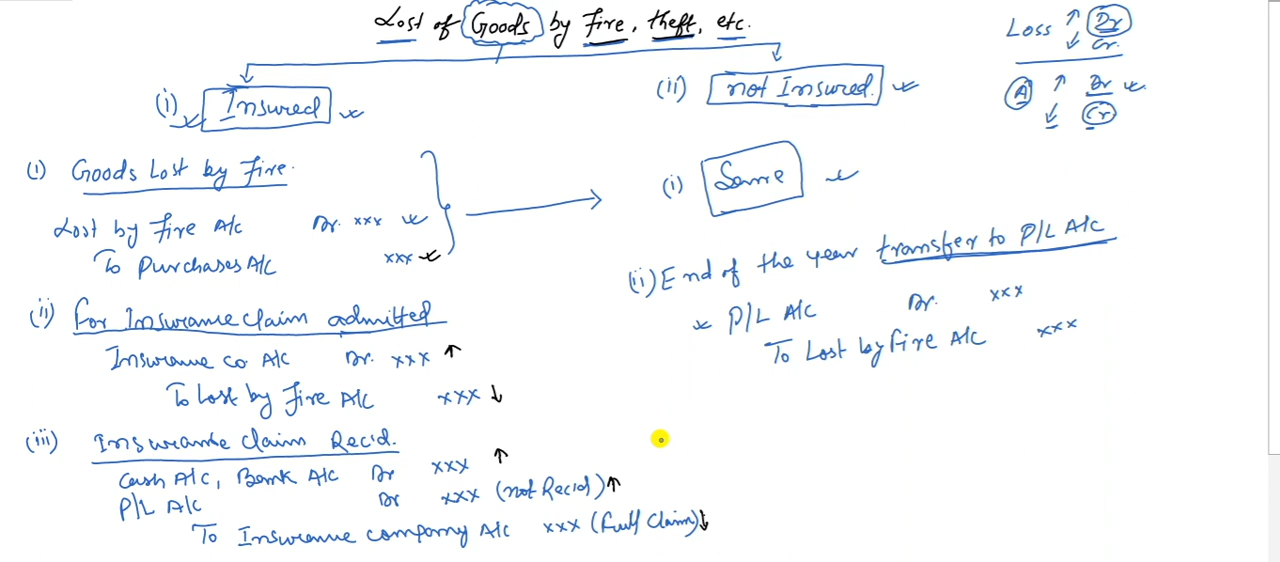 Lost of Goods by Fire, theft, etc.
Loss ↑ Dr
↓ Cr.
(A) ↑ Dr
↓ Cr
(i) Insured
(ii) not Insured
(1) Goods Lost by Fire.
Lost by Fire A/c Dr. xxx
To Purchases A/c xxx
(ii) For Insurance claim admitted
Insurance co A/c Dr. xxx ↑
To Lost by Fire A/c xxx ↓
(iii) Insurance claim Rec'd.
Cash A/c, Bank A/c Dr xxx ↑
P/L A/c Dr xxx (not Recid) ↑
To Insurance company A/c xxx (Full Claim) ↓
(i) Same
(ii) End of the year transfer to P/L A/c
P/L A/c Dr. xxx
To Lost by Fire A/c xxx